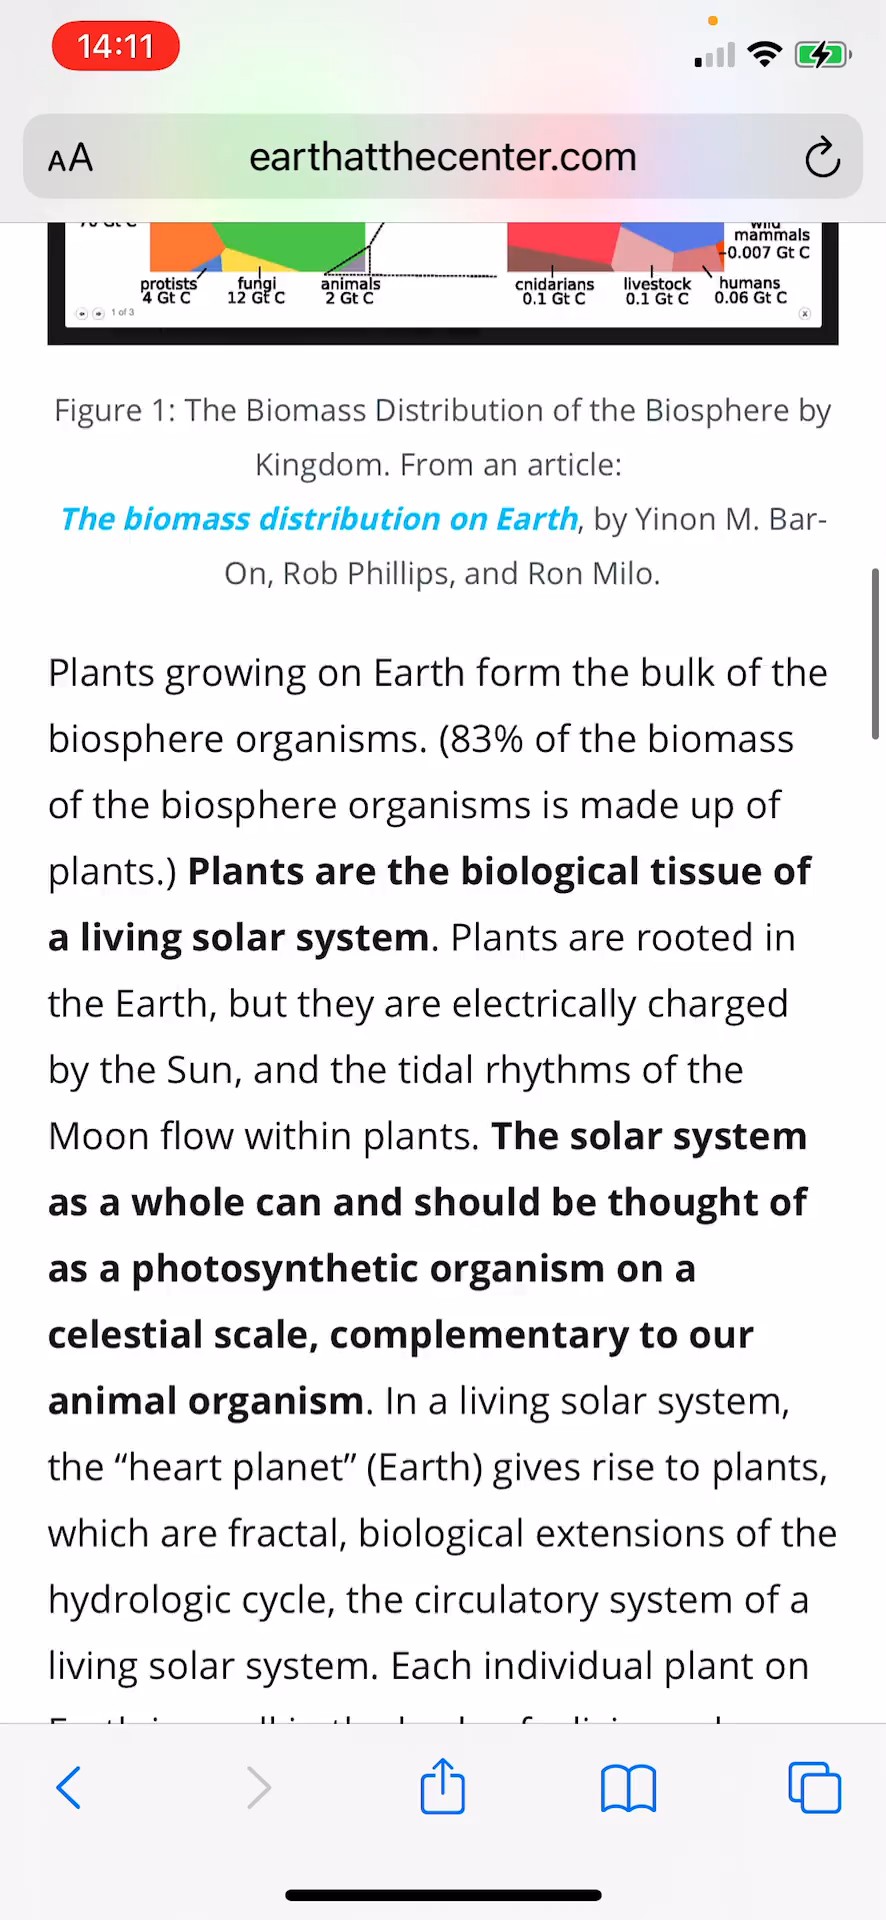 14:11
AA
earthatthecenter.com
mammals
0.007 Gt C
protists
4 Gt C
fungi
12 Gt C
animals
2 Gt C
cnidarians
0.1 Gt C
livestock
0.1 Gt C
humans
0.06 Gt C
1 of 3
Figure 1: The Biomass Distribution of the Biosphere by
Kingdom. From an article:
The biomass distribution on Earth, by Yinon M. Bar-
On, Rob Phillips, and Ron Milo.
Plants growing on Earth form the bulk of the
biosphere organisms. (83% of the biomass
of the biosphere organisms is made up of
plants.) Plants are the biological tissue of
a living solar system. Plants are rooted in
the Earth, but they are electrically charged
by the Sun, and the tidal rhythms of the
Moon flow within plants. The solar system
as a whole can and should be thought of
as a photosynthetic organism on a
celestial scale, complementary to our
animal organism. In a living solar system,
the “heart planet” (Earth) gives rise to plants,
which are fractal, biological extensions of the
hydrologic cycle, the circulatory system of a
living solar system. Each individual plant on